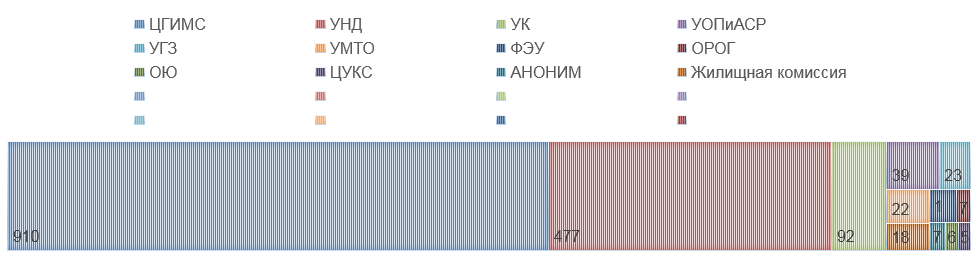 ЦГИМС УНД УК УОПиАСР
УГЗ УМТО ФЭУ ОРОГ
ОЮ ЦУКС АНОНИМ Жилищная комиссия
39 23
22 1 7
910 477 92 18 7 6 5